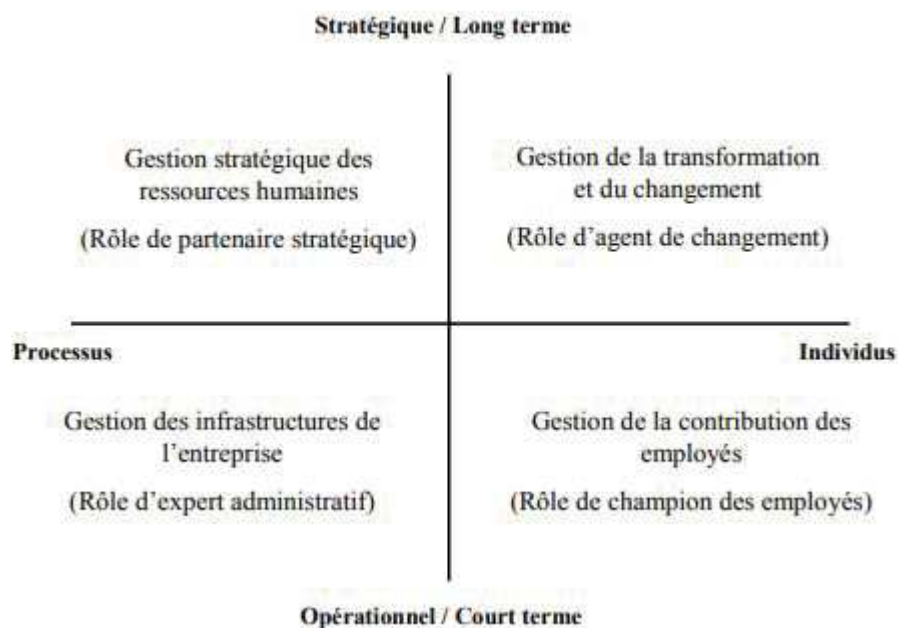 Stratégique / Long terme
Gestion stratégique des
ressources humaines
(Rôle de partenaire stratégique)
Gestion de la transformation
et du changement
(Rôle d'agent de changement)
Processus
Individus
Gestion des infrastructures de
l'entreprise
(Rôle d'expert administratif)
Gestion de la contribution des
employés
(Rôle de champion des employés)
Opérationnel / Court terme